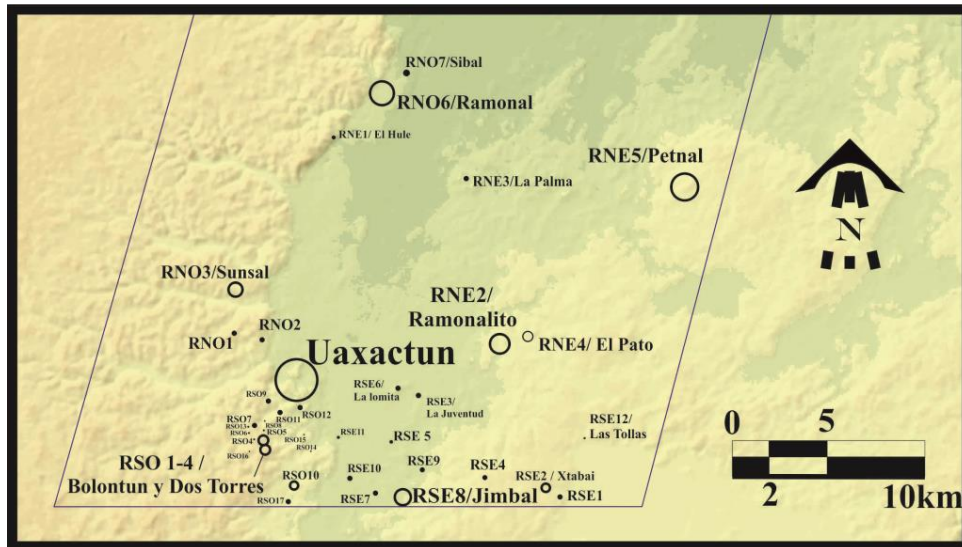 RNO7/Sibal
RNO6/Ramonal
RNE1/ El Hule
RNE5/Petnal
RNE3/La Palma
N
RNO3/Sunsal
RNE2/
Ramonalito
RNO2
RNO1
RNE4/ El Pato
Uaxactun
RSE6/
La lomita
RSO9
RSE3/
La Juventud
RSO12
RSO11
RSE12/
Las Tollas
0 5
RSO7
RSO8
RSO13
RSO5
RSO6
RSO15
RSE11
RSE 5
RSO4
RSO14
RSO16
RSO 1-4 /
Bolontun y Dos Torres
RSO10
RSE10
RSE9
RSE4
RSE2 / Xtabai
2 10km
RSO17
RSE7
RSE8/Jimbal
RSE1